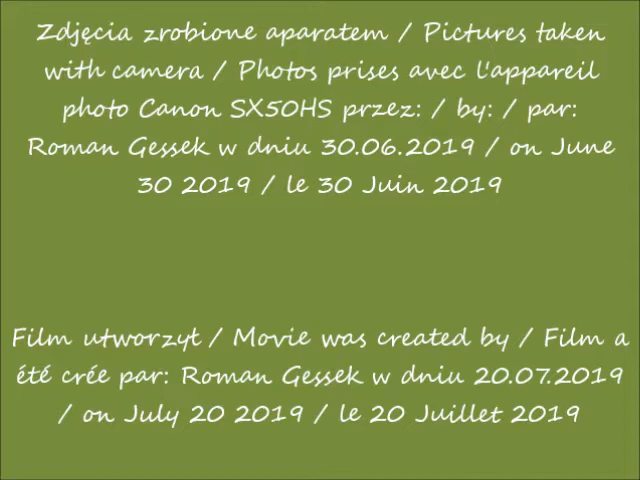 Zdjęcia zrobione aparatem / Pictures taken
with camera / Photos prises avec l'appareil
photo Canon SX50HS przez: / by: / par:
Roman Gessek w dniu 30.06.2019 / on June
30 2019 / le 30 Juin 2019
Film utworzył / Movie was created by / Film a
été crée par: Roman Gessek w dniu 20.07.2019
/ on July 20 2019 / le 20 Juillet 2019